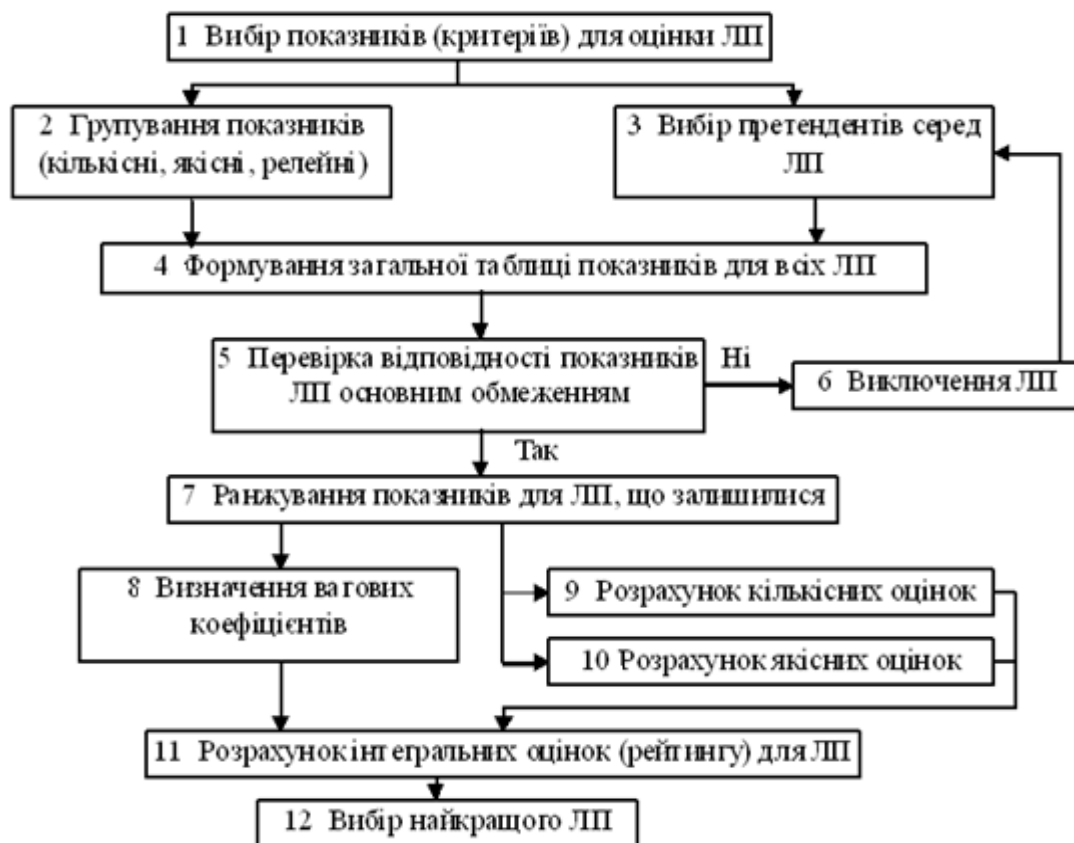 1 Вибір показників (критеріїв) для оцінки ЛП
2 Групування показників
(кількісні, якісні, релейні)
3 Вибір претендентів серед
ЛП
4 Формування загальної таблиці показників для всіх ЛП
5 Перевірка відповідності показників
ЛП основним обмеженням
Ні
6 Виключення ЛП
Так
7 Ранжування показників для ЛП, що залишилися
8 Визначення вагових
коефіцієнтів
9 Розрахунок кількісних оцінок
10 Розрахунок якісних оцінок
11 Розрахунок інтегральних оцінок (рейтингу) для ЛП
12 Вибір найкращого ЛП